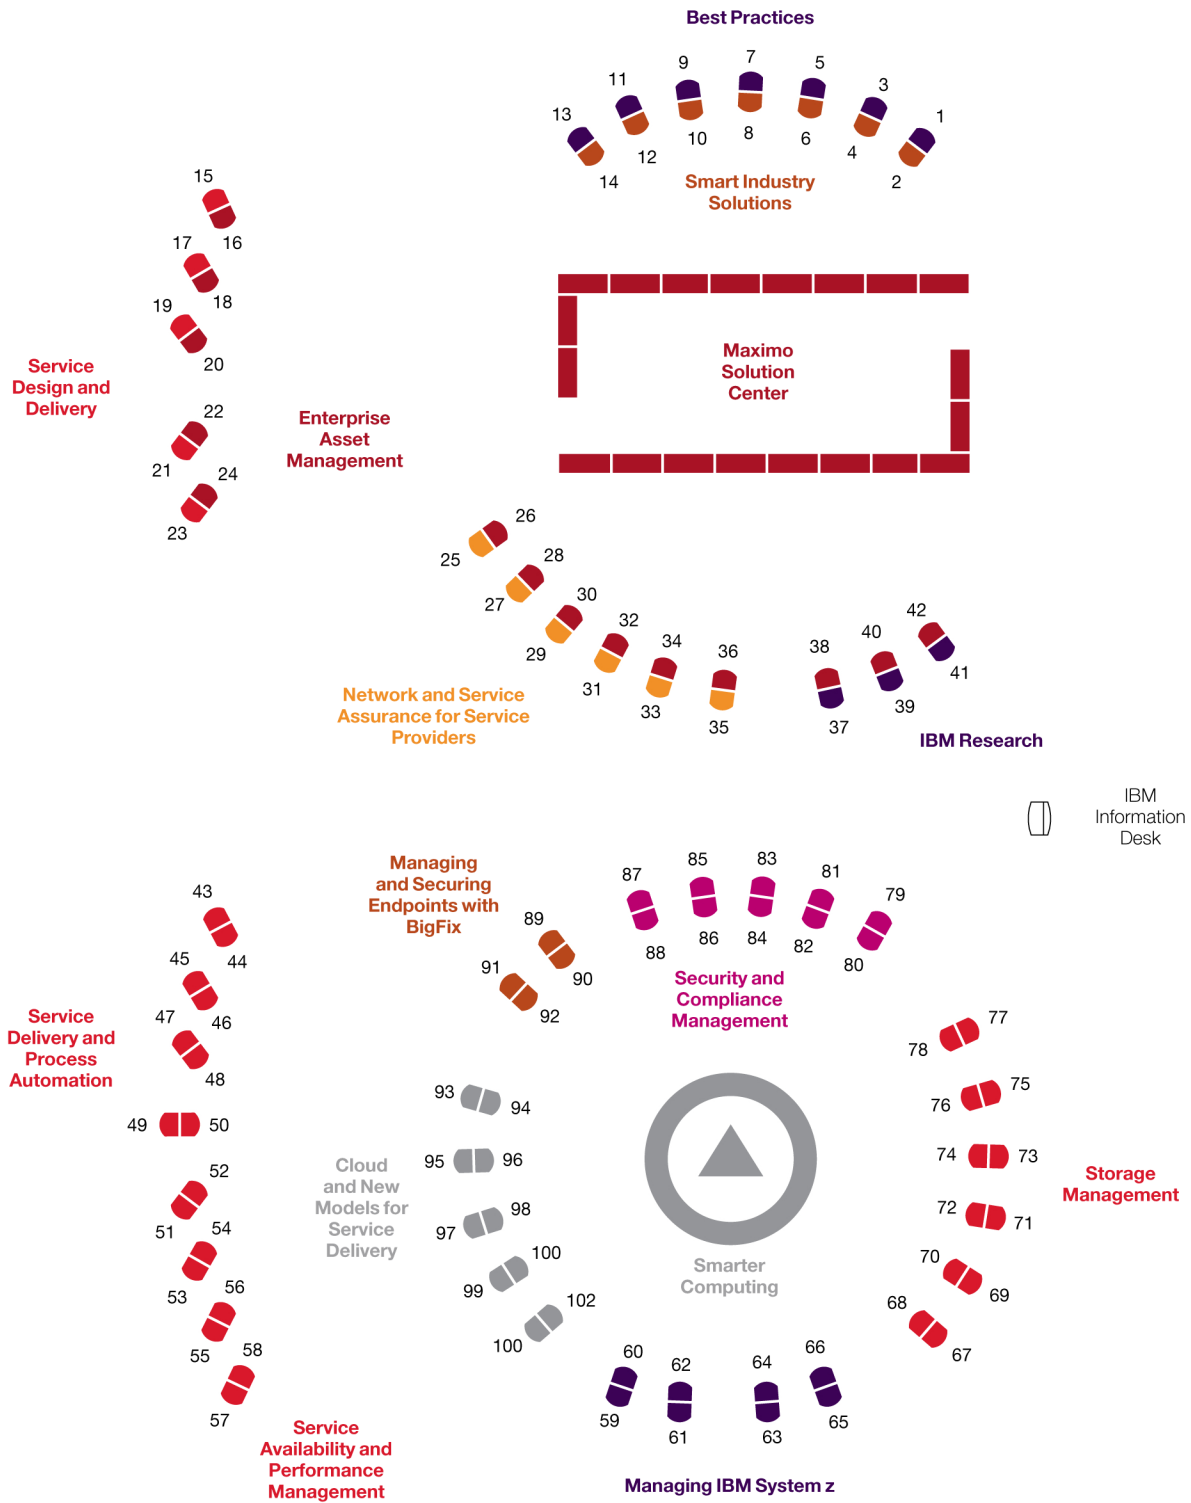 Best Practices
7
9
5
11
3
13
1
10
8
6
12
4
14
2
Smart Industry
Solutions
15
17
16
19
18
20
Service
Design and
Delivery
22
21
24
23
Enterprise
Asset
Management
Maximo
Solution
Center
26
25
28
27
30
29
32
31
34
33
36
35
38
37
40
39
42
41
Network and Service
Assurance for Service
Providers
IBM Research
IBM
Information
Desk
Managing
and Securing
Endpoints with
BigFix
89
90
91
92
87
85
83
81
79
88
86
84
82
80
Security and
Compliance
Management
43
44
45
46
47
48
49
50
52
51
54
53
56
55
58
57
Service
Delivery and
Process
Automation
Service
Availability and
Performance
Management
93
94
95
96
98
97
100
99
102
100
Cloud
and New
Models for
Service
Delivery
Smarter
Computing
77
78
75
76
74
73
72
71
70
69
68
67
Storage
Management
60
62
64
66
59
61
63
65
Managing IBM System z